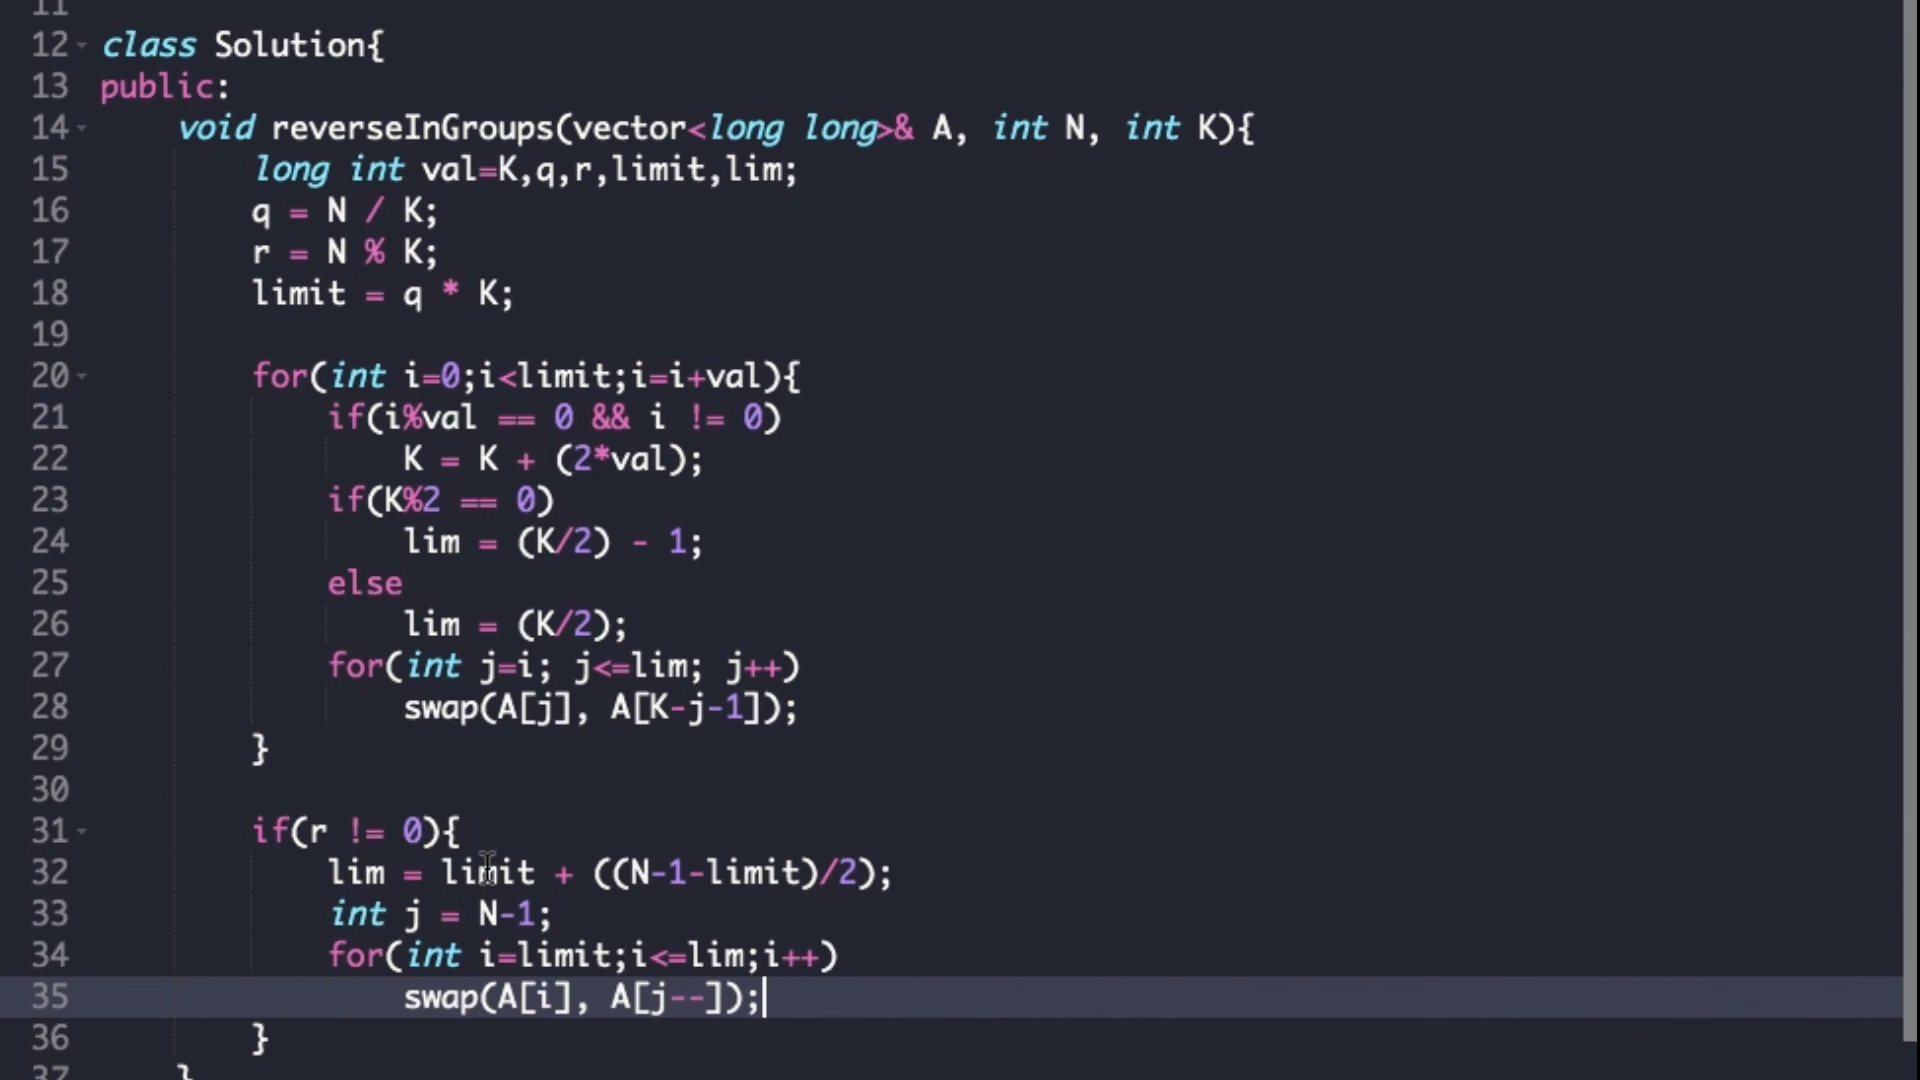 11
12 class Solution{
13 public:
14     void reverseInGroups(vector<long long>& A, int N, int K){
15         long int val=K,q,r,limit,lim;
16         q = N / K;
17         r = N % K;
18         limit = q * K;
19
20         for(int i=0;i<limit;i=i+val){
21             if(i%val == 0 && i != 0)
22                 K = K + (2*val);
23             if(K%2 == 0)
24                 lim = (K/2) - 1;
25             else
26                 lim = (K/2);
27             for(int j=i; j<=lim; j++)
28                 swap(A[j], A[K-j-1]);
29         }
30
31         if(r != 0){
32             lim = limit + ((N-1-limit)/2);
33             int j = N-1;
34             for(int i=limit;i<=lim;i++)
35                 swap(A[i], A[j--]);
36         }
37     }